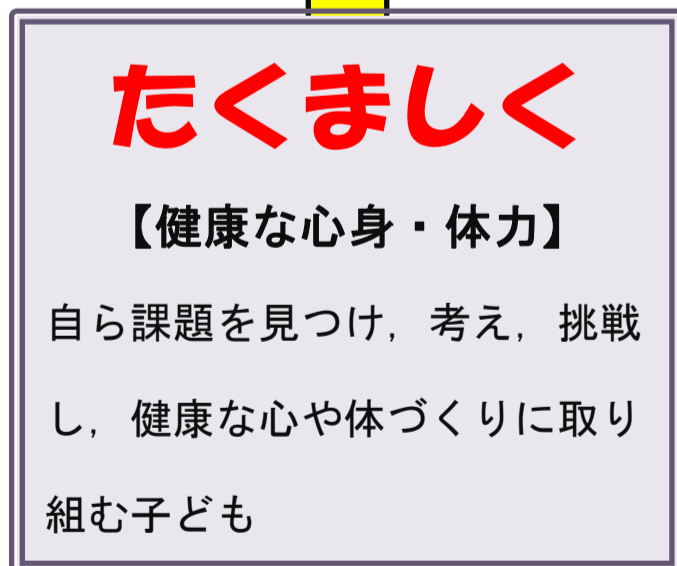 たくましく
【健康な心身・体力】
自ら課題を見つけ，考え，挑戦
し，健康な心や体づくりに取り
組む子ども